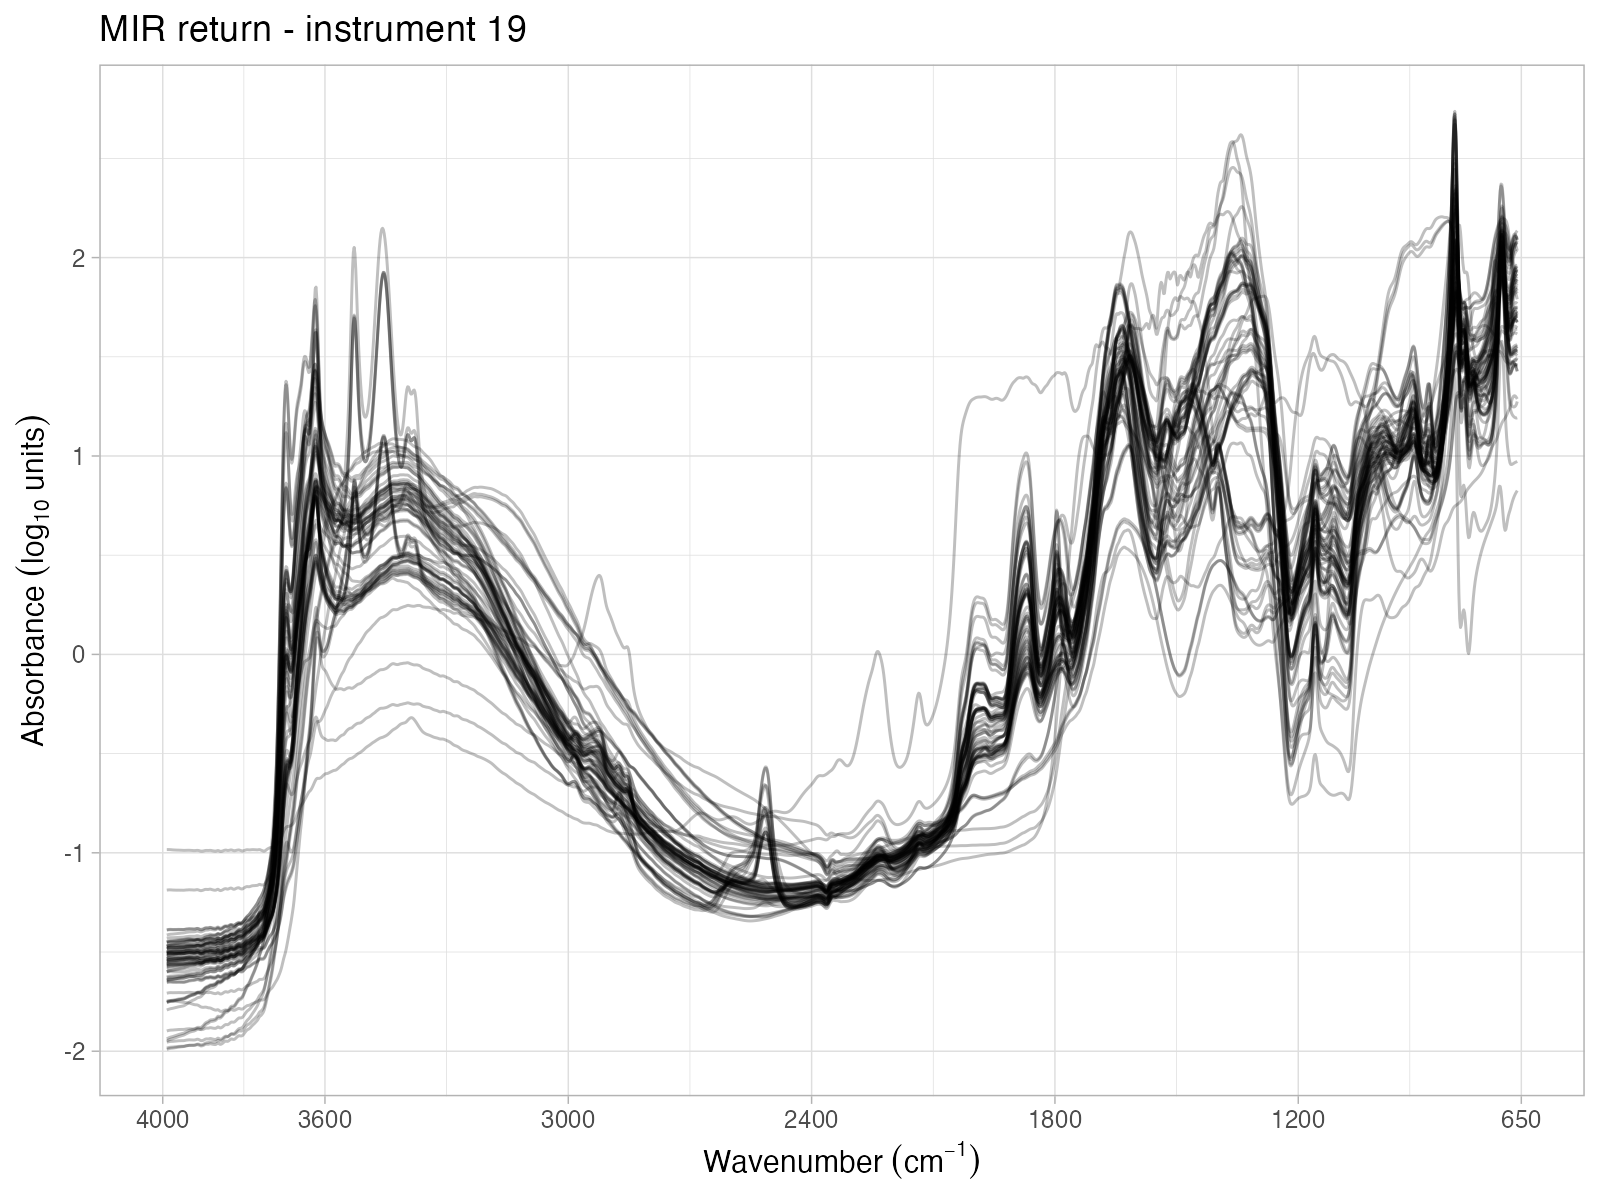 MIR return - instrument 19
Absorbance (log₁₀ units)
2
1
0
-1
-2
4000 3600 3000 2400 1800 1200 650
Wavenumber (cm⁻¹)